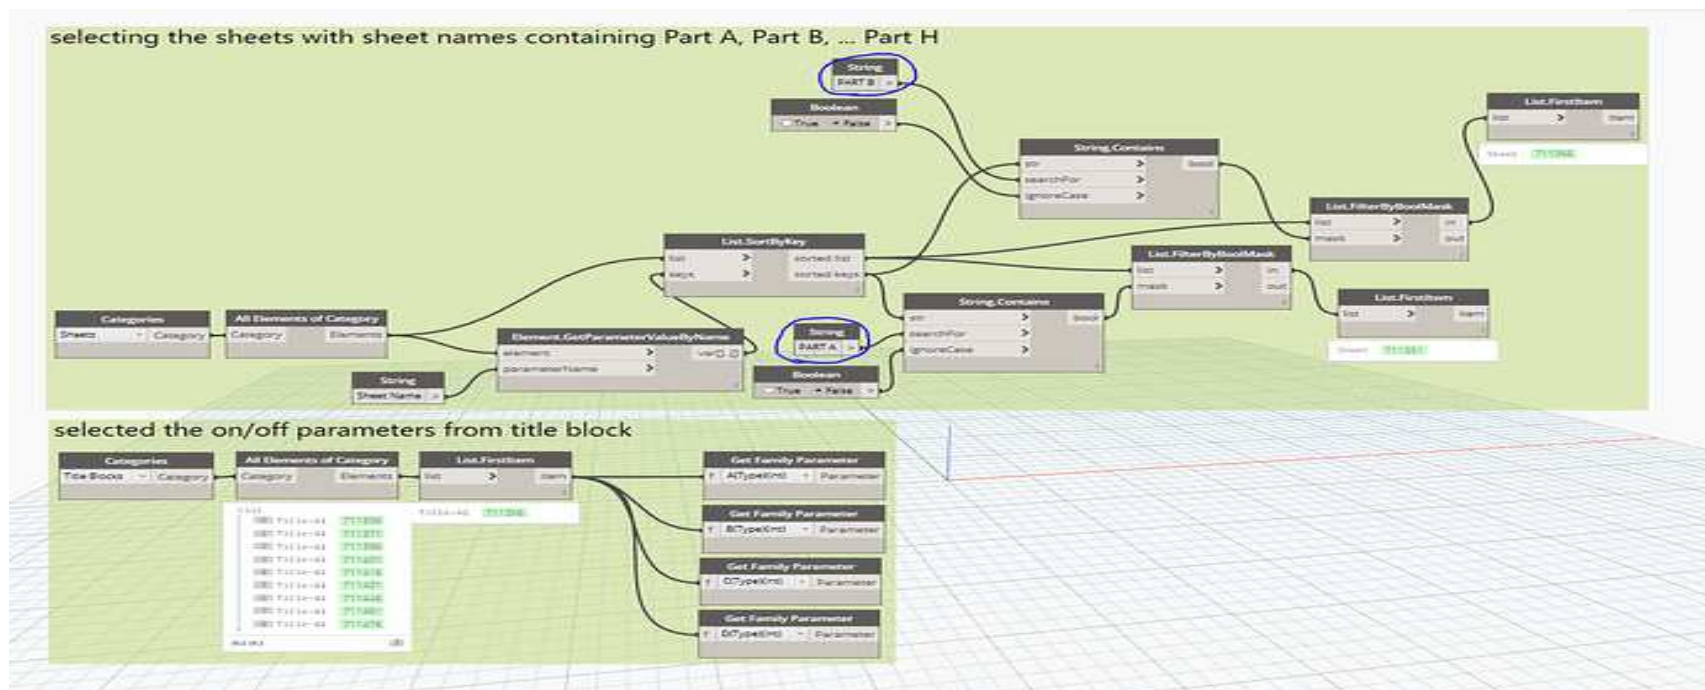 selecting the sheets with sheet names containing Part A, Part B, ... Part H
String
PART B >
Boolean
True False >
List.FirstItem
list > item
String.Contains
str > bool
searchFor >
ignoreCase >
List.FilterByBoolMask
list > in
mask > out
List.SortByKey
list > sorted list
keys > sorted keys
List.FilterByBoolMask
list > in
mask > out
Categories
Sheets Category
All Elements of Category
Category Elements
Element.GetParameterValueByName
element > var[]..[]
parameterName >
String
Sheet Name >
String
PART A >
Boolean
True False >
String.Contains
str > bool
searchFor >
ignoreCase >
List.FirstItem
list > item
selected the on/off parameters from title block
Categories
Title Blocks Category
All Elements of Category
Category Elements
List.FirstItem
list > item
Get Family Parameter
f A(Type)(int) Parameter
Get Family Parameter
f B(Type)(int) Parameter
Get Family Parameter
f Parameter
Get Family Parameter
f Parameter